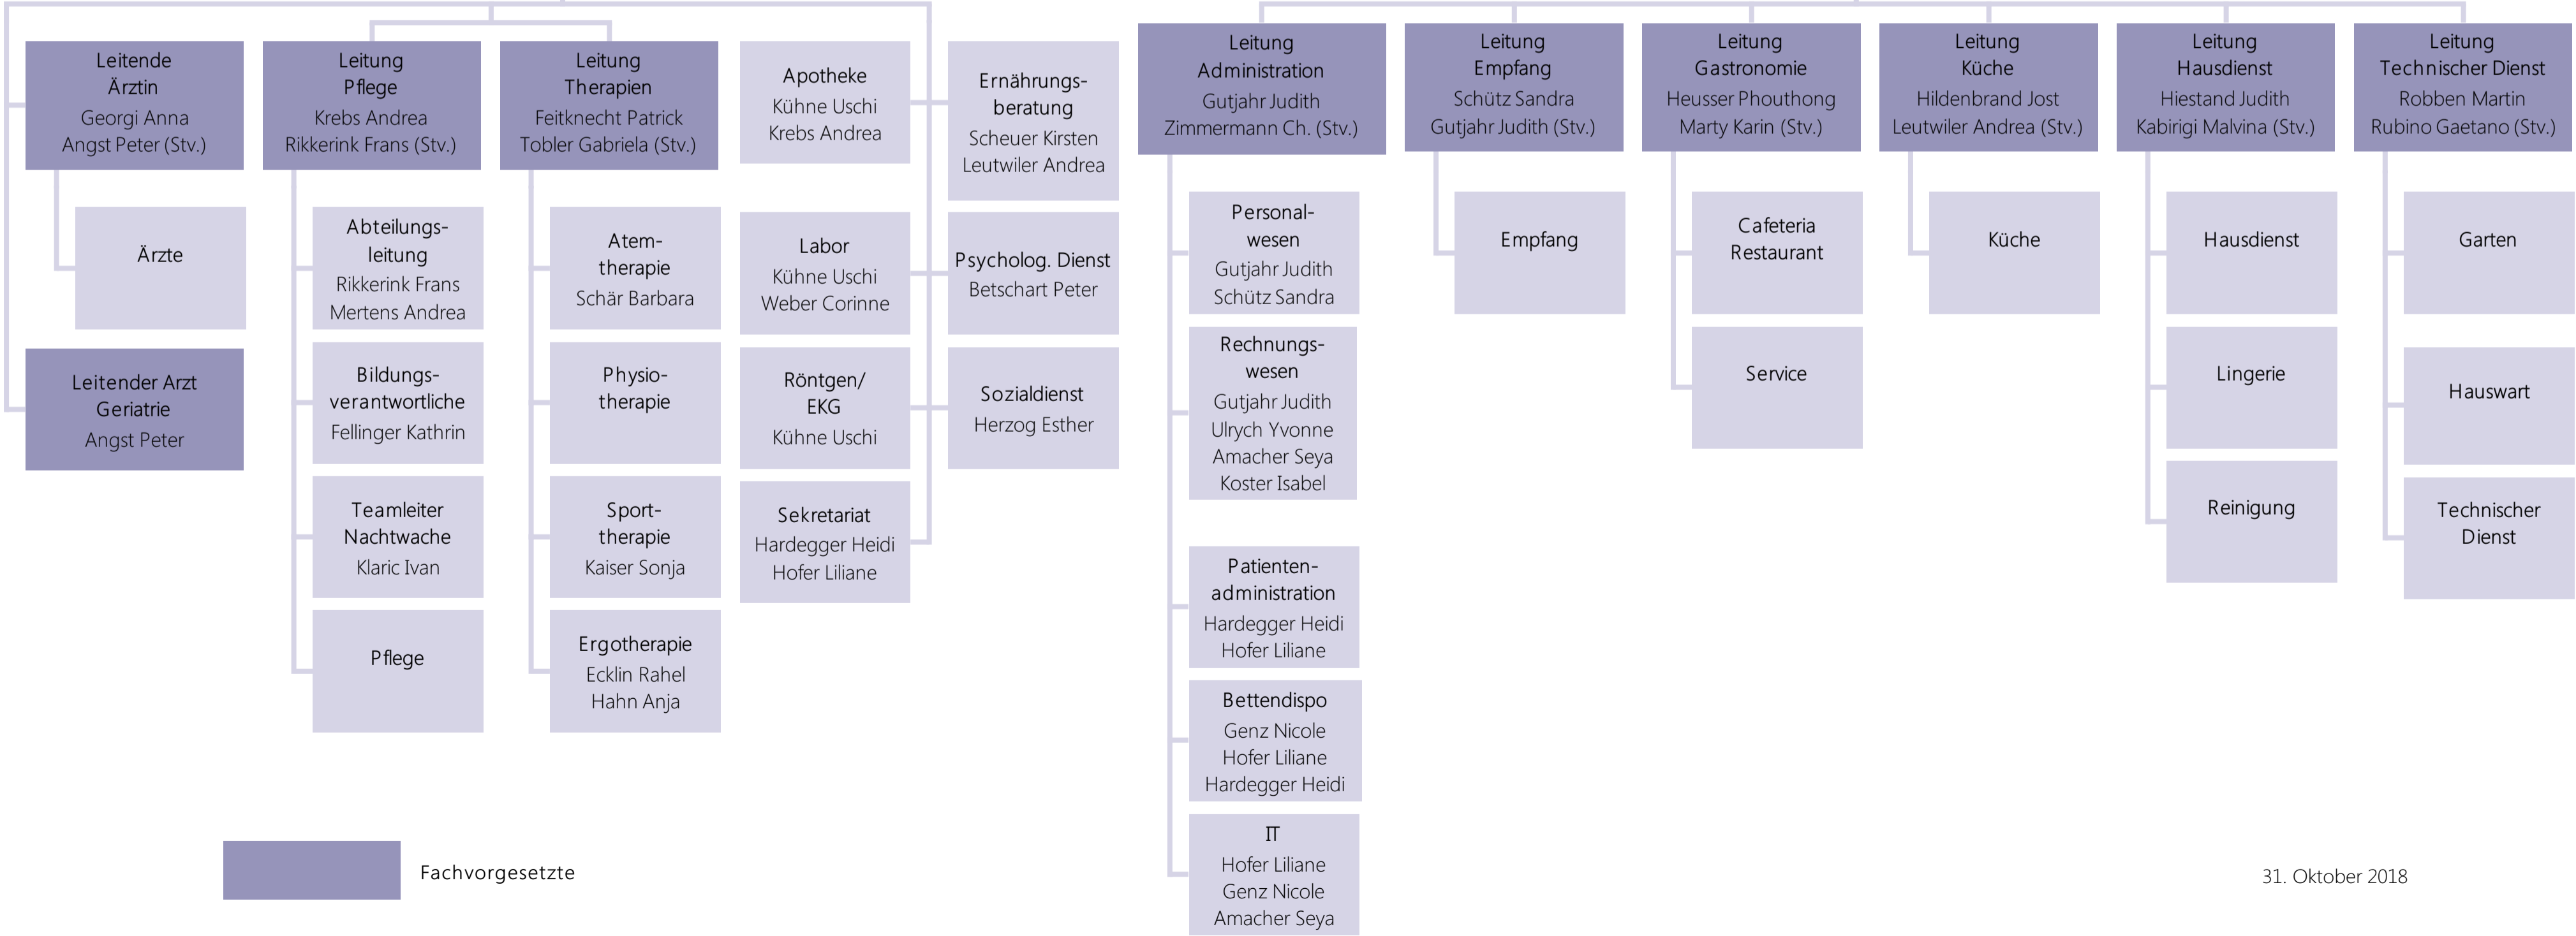 Leitende
Ärztin
Georgi Anna
Angst Peter (Stv.)
Ärzte
Leitender Arzt
Geriatrie
Angst Peter
Leitung
Pflege
Krebs Andrea
Rikkerink Frans (Stv.)
Abteilungs-
leitung
Rikkerink Frans
Mertens Andrea
Bildungs-
verantwortliche
Fellinger Kathrin
Teamleiter
Nachtwache
Klaric Ivan
Pflege
Leitung
Therapien
Feitknecht Patrick
Tobler Gabriela (Stv.)
Atem-
therapie
Schär Barbara
Physio-
therapie
Sport-
therapie
Kaiser Sonja
Ergotherapie
Ecklin Rahel
Hahn Anja
Apotheke
Kühne Uschi
Krebs Andrea
Labor
Kühne Uschi
Weber Corinne
Röntgen/
EKG
Kühne Uschi
Sekretariat
Hardegger Heidi
Hofer Liliane
Ernährungs-
beratung
Scheuer Kirsten
Leutwiler Andrea
Psycholog. Dienst
Betschart Peter
Sozialdienst
Herzog Esther
Leitung
Administration
Gutjahr Judith
Zimmermann Ch. (Stv.)
Personal-
wesen
Gutjahr Judith
Schütz Sandra
Rechnungs-
wesen
Gutjahr Judith
Ulrych Yvonne
Amacher Seya
Koster Isabel
Patienten-
administration
Hardegger Heidi
Hofer Liliane
Bettendispo
Genz Nicole
Hofer Liliane
Hardegger Heidi
IT
Hofer Liliane
Genz Nicole
Amacher Seya
Leitung
Empfang
Schütz Sandra
Gutjahr Judith (Stv.)
Empfang
Leitung
Gastronomie
Heusser Phouthong
Marty Karin (Stv.)
Cafeteria
Restaurant
Service
Leitung
Küche
Hildenbrand Jost
Leutwiler Andrea (Stv.)
Küche
Leitung
Hausdienst
Hiestand Judith
Kabirigi Malvina (Stv.)
Hausdienst
Lingerie
Reinigung
Leitung
Technischer Dienst
Robben Martin
Rubino Gaetano (Stv.)
Garten
Hauswart
Technischer
Dienst
Fachvorgesetzte
31. Oktober 2018